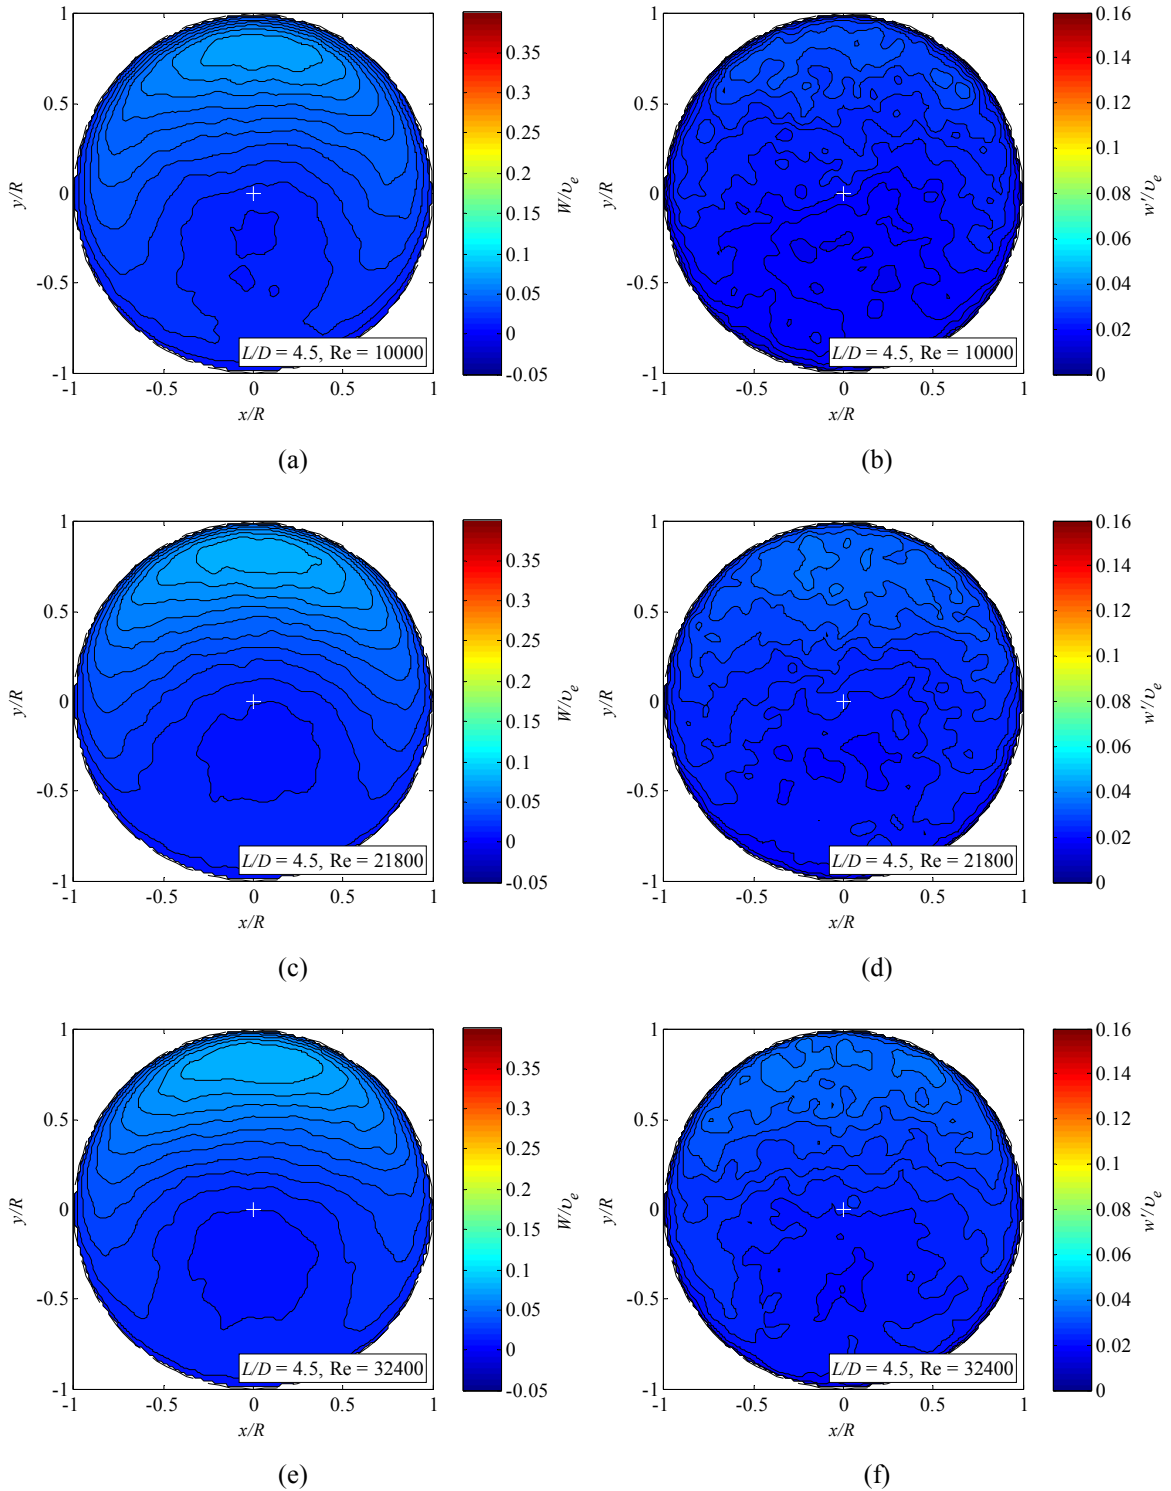 1
0.5
0
-0.5
-1
y/R
-1 -0.5 0 0.5 1
x/R
L/D = 4.5, Re = 10000
0.35
0.3
0.25
0.2
0.15
0.1
0.05
0
-0.05
W/υe
(a)
1
0.5
0
-0.5
-1
y/R
-1 -0.5 0 0.5 1
x/R
L/D = 4.5, Re = 10000
0.16
0.14
0.12
0.1
0.08
0.06
0.04
0.02
0
w'/υe
(b)
1
0.5
0
-0.5
-1
y/R
-1 -0.5 0 0.5 1
x/R
L/D = 4.5, Re = 21800
0.35
0.3
0.25
0.2
0.15
0.1
0.05
0
-0.05
W/υe
(c)
1
0.5
0
-0.5
-1
y/R
-1 -0.5 0 0.5 1
x/R
L/D = 4.5, Re = 21800
0.16
0.14
0.12
0.1
0.08
0.06
0.04
0.02
0
w'/υe
(d)
1
0.5
0
-0.5
-1
y/R
-1 -0.5 0 0.5 1
x/R
L/D = 4.5, Re = 32400
0.35
0.3
0.25
0.2
0.15
0.1
0.05
0
-0.05
W/υe
(e)
1
0.5
0
-0.5
-1
y/R
-1 -0.5 0 0.5 1
x/R
L/D = 4.5, Re = 32400
0.16
0.14
0.12
0.1
0.08
0.06
0.04
0.02
0
w'/υe
(f)